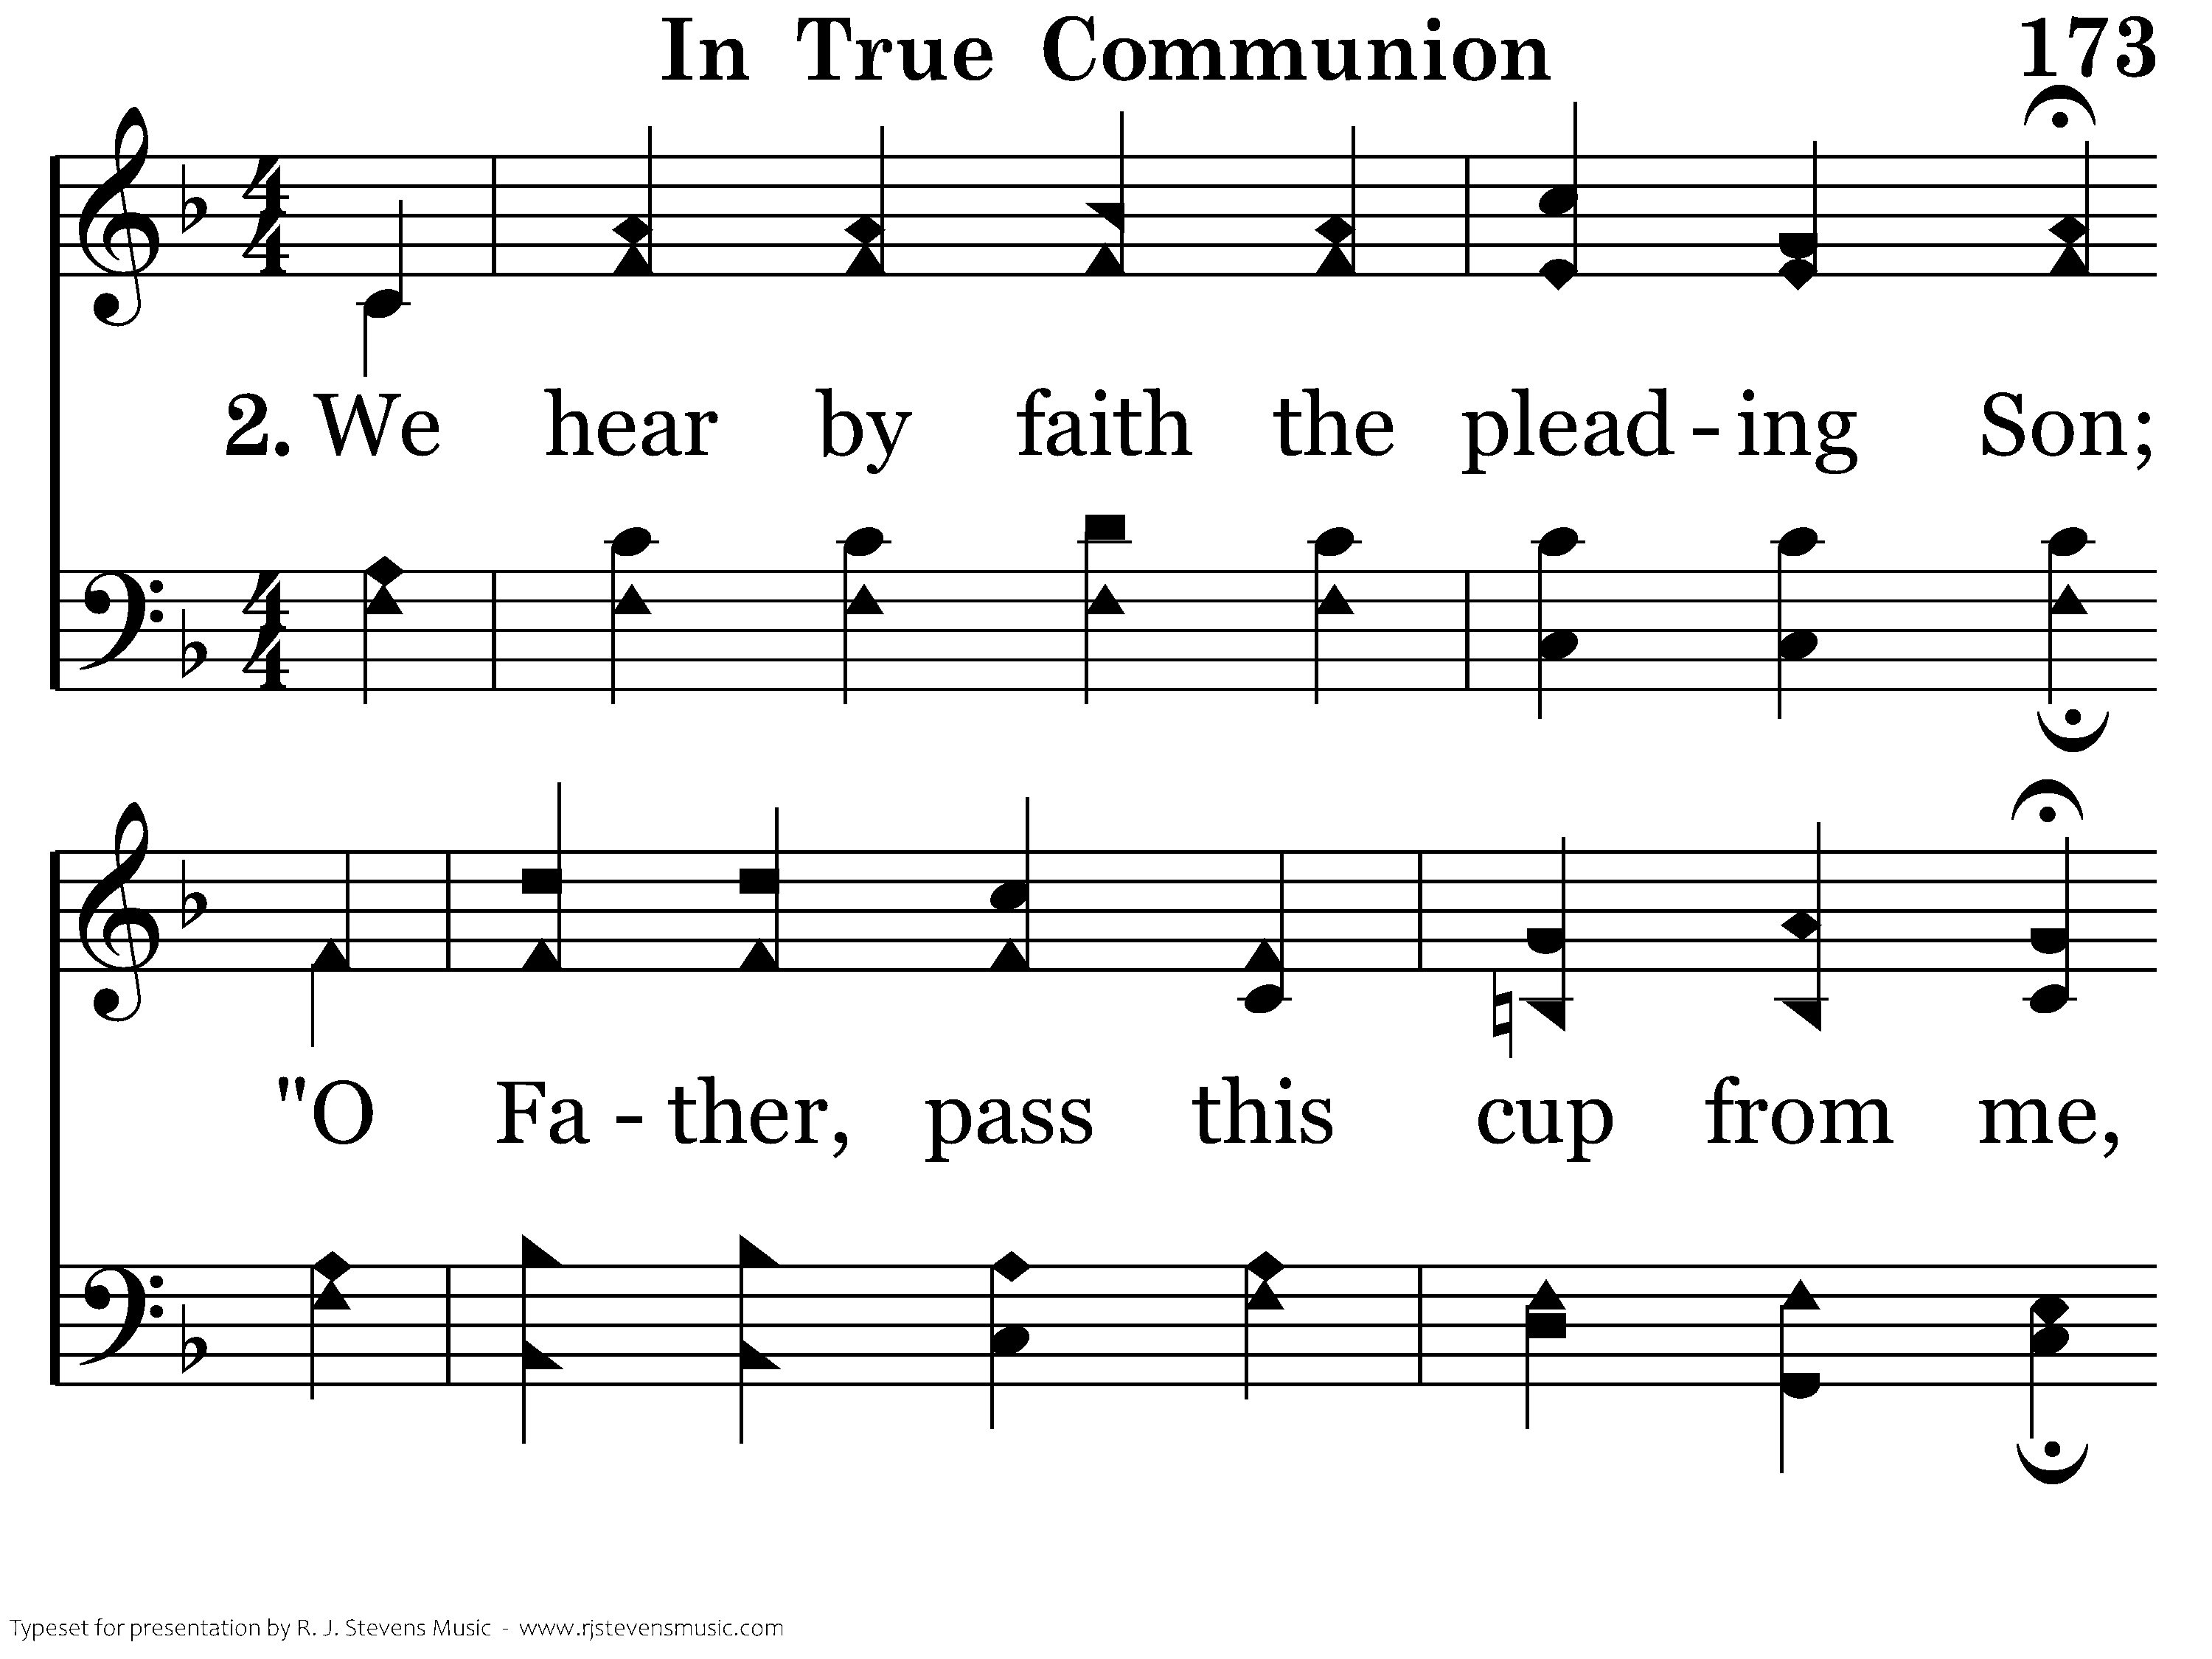 In True Communion 173
2. We hear by faith the plead - ing Son;
"O Fa - ther, pass this cup from me,
Typeset for presentation by R. J. Stevens Music - www.rjstevensmusic.com